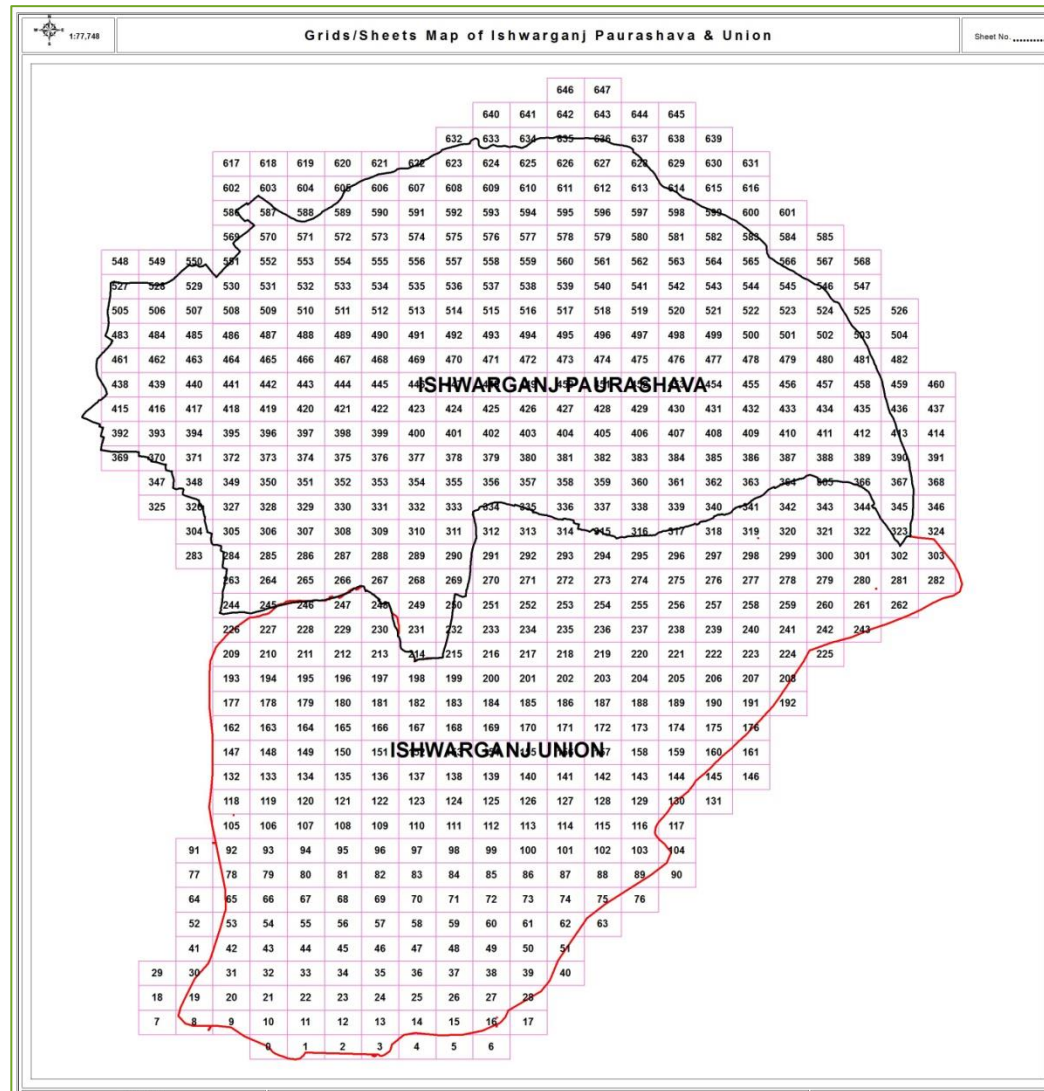 1:77,748 Grids/Sheets Map of Ishwarganj Paurashava & Union Sheet No. ..........
646 647
640 641 642 643 644 645
632 633 634 635 636 637 638 639
617 618 619 620 621 622 623 624 625 626 627 628 629 630 631
602 603 604 605 606 607 608 609 610 611 612 613 614 615 616
586 587 588 589 590 591 592 593 594 595 596 597 598 599 600 601
569 570 571 572 573 574 575 576 577 578 579 580 581 582 583 584 585
548 549 550 551 552 553 554 555 556 557 558 559 560 561 562 563 564 565 566 567 568
527 528 529 530 531 532 533 534 535 536 537 538 539 540 541 542 543 544 545 546 547
505 506 507 508 509 510 511 512 513 514 515 516 517 518 519 520 521 522 523 524 525 526
483 484 485 486 487 488 489 490 491 492 493 494 495 496 497 498 499 500 501 502 503 504
461 462 463 464 465 466 467 468 469 470 471 472 473 474 475 476 477 478 479 480 481 482
438 439 440 441 442 443 444 445 446 447 448 449 450 451 452 453 454 455 456 457 458 459 460
ISHWARGANJ PAURASHAVA
415 416 417 418 419 420 421 422 423 424 425 426 427 428 429 430 431 432 433 434 435 436 437
392 393 394 395 396 397 398 399 400 401 402 403 404 405 406 407 408 409 410 411 412 413 414
369 370 371 372 373 374 375 376 377 378 379 380 381 382 383 384 385 386 387 388 389 390 391
347 348 349 350 351 352 353 354 355 356 357 358 359 360 361 362 363 364 365 366 367 368
325 326 327 328 329 330 331 332 333 334 335 336 337 338 339 340 341 342 343 344 345 346
304 305 306 307 308 309 310 311 312 313 314 315 316 317 318 319 320 321 322 323 324
283 284 285 286 287 288 289 290 291 292 293 294 295 296 297 298 299 300 301 302 303
263 264 265 266 267 268 269 270 271 272 273 274 275 276 277 278 279 280 281 282
244 245 246 247 248 249 250 251 252 253 254 255 256 257 258 259 260 261 262
226 227 228 229 230 231 232 233 234 235 236 237 238 239 240 241 242 243
209 210 211 212 213 214 215 216 217 218 219 220 221 222 223 224 225
193 194 195 196 197 198 199 200 201 202 203 204 205 206 207 208
177 178 179 180 181 182 183 184 185 186 187 188 189 190 191 192
162 163 164 165 166 167 168 169 170 171 172 173 174 175 176
147 148 149 150 151 152 153 154 155 156 157 158 159 160 161
ISHWARGANJ UNION
132 133 134 135 136 137 138 139 140 141 142 143 144 145 146
118 119 120 121 122 123 124 125 126 127 128 129 130 131
105 106 107 108 109 110 111 112 113 114 115 116 117
91 92 93 94 95 96 97 98 99 100 101 102 103 104
77 78 79 80 81 82 83 84 85 86 87 88 89 90
64 65 66 67 68 69 70 71 72 73 74 75 76
52 53 54 55 56 57 58 59 60 61 62 63
41 42 43 44 45 46 47 48 49 50 51
29 30 31 32 33 34 35 36 37 38 39 40
18 19 20 21 22 23 24 25 26 27 28
7 8 9 10 11 12 13 14 15 16 17
0 1 2 3 4 5 6